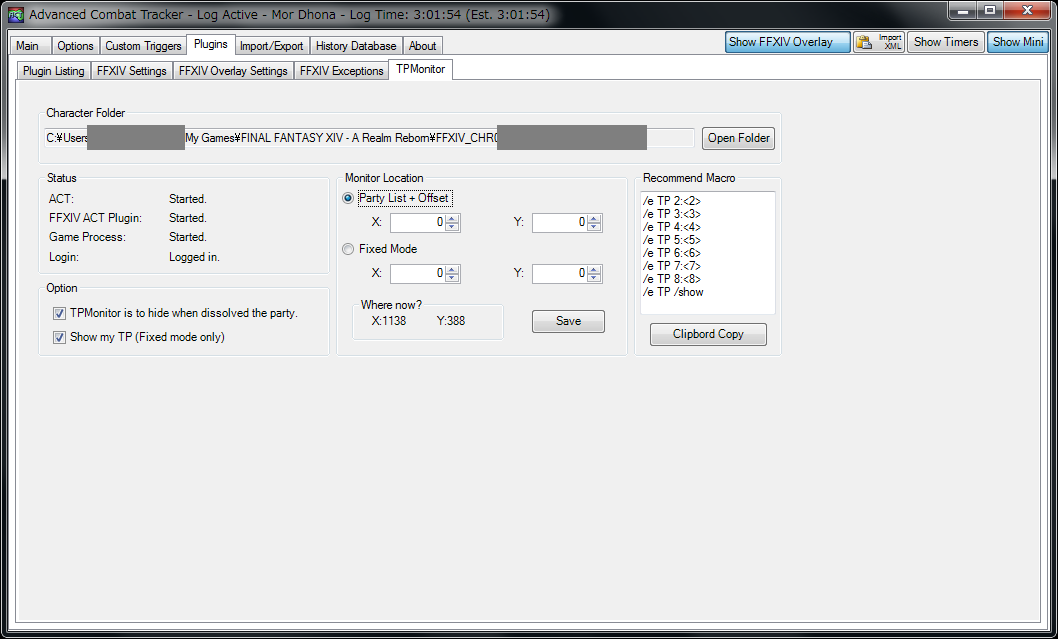 Advanced Combat Tracker - Log Active - Mor Dhona - Log Time: 3:01:54 (Est. 3:01:54)
Main Options Custom Triggers Plugins Import/Export History Database About Show FFXIV Overlay Import XML Show Timers Show Mini
Plugin Listing FFXIV Settings FFXIV Overlay Settings FFXIV Exceptions TPMonitor
Character Folder
C:¥Users My Games¥FINAL FANTASY XIV - A Realm Reborn¥FFXIV_CHR Open Folder
Status
ACT: Started.
FFXIV ACT Plugin: Started.
Game Process: Started.
Login: Logged in.
Option
TPMonitor is to hide when dissolved the party.
Show my TP (Fixed mode only)
Monitor Location
Party List + Offset
X: 0 Y: 0
Fixed Mode
X: 0 Y: 0
Where now?
X:1138 Y:388
Save
Recommend Macro
/e TP 2:<2>
/e TP 3:<3>
/e TP 4:<4>
/e TP 5:<5>
/e TP 6:<6>
/e TP 7:<7>
/e TP 8:<8>
/e TP /show
Clipbord Copy